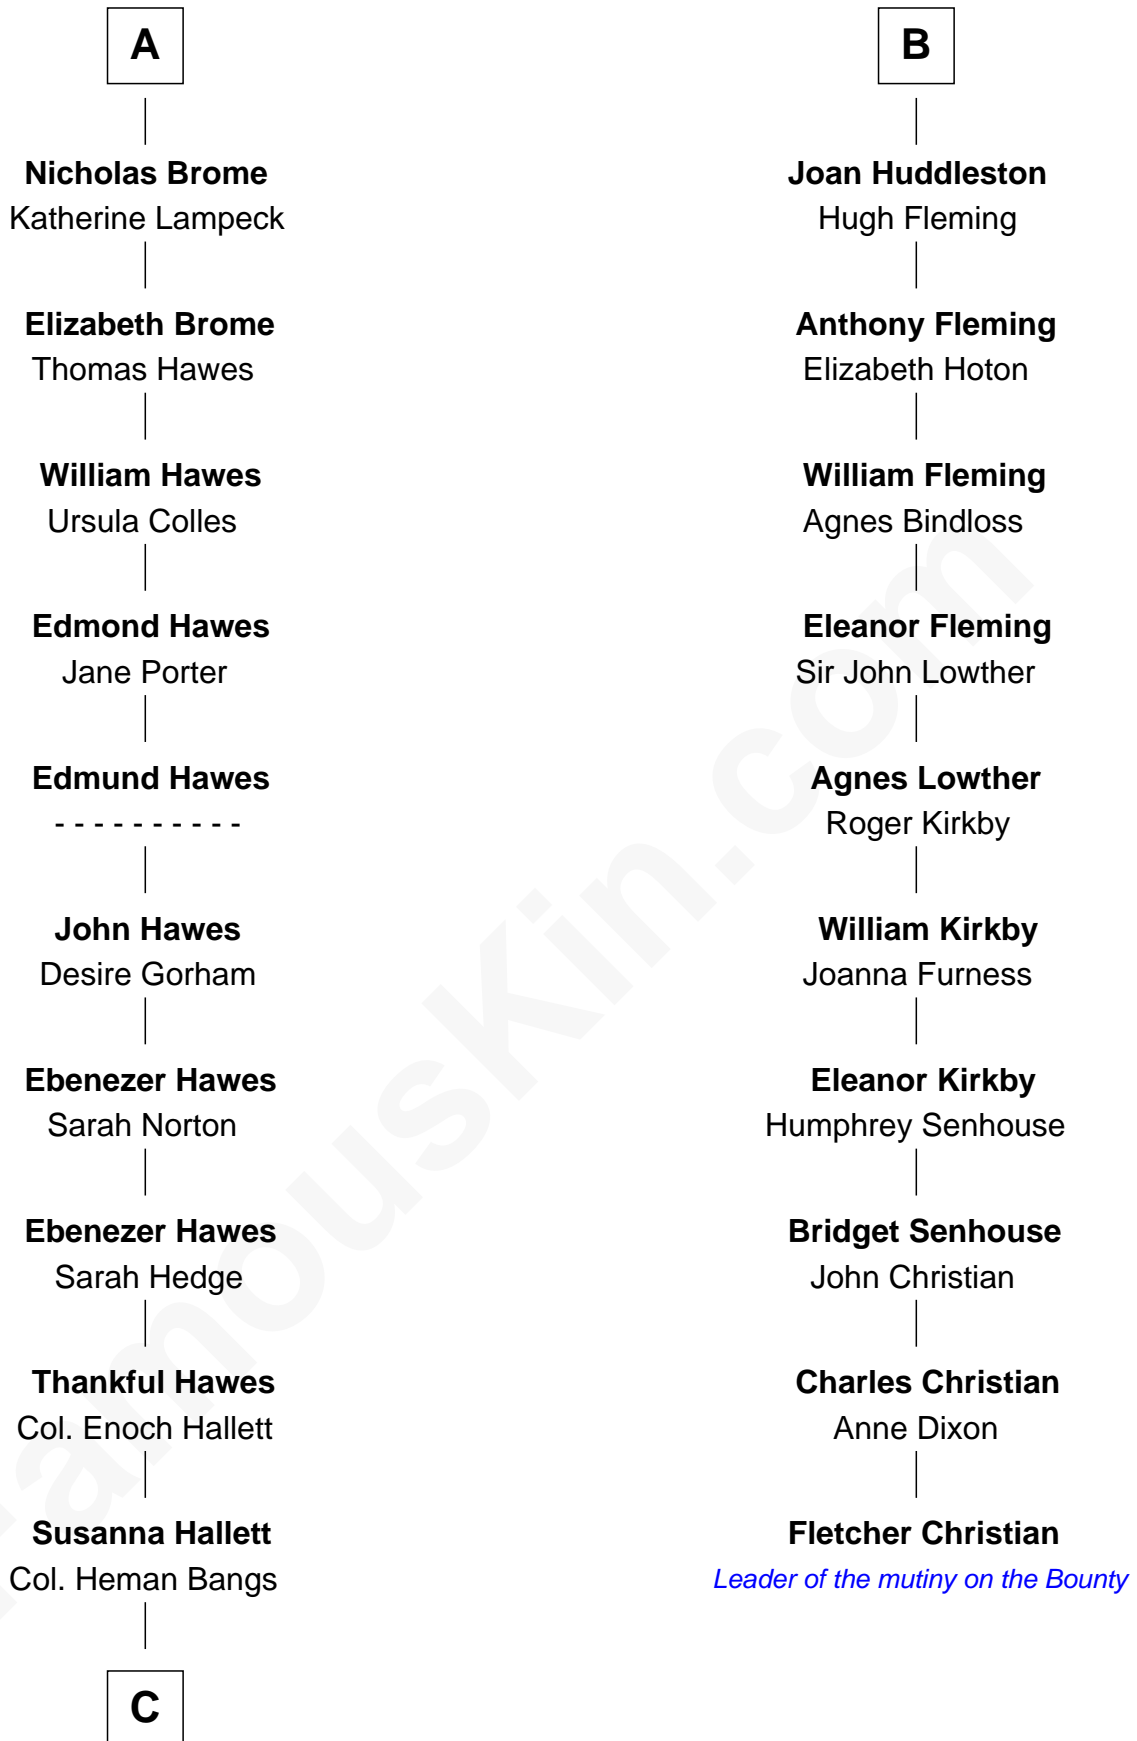 A
Nicholas Brome
Katherine Lampeck
Elizabeth Brome
Thomas Hawes
William Hawes
Ursula Colles
Edmond Hawes
Jane Porter
Edmund Hawes
- - - - - - - - - -
John Hawes
Desire Gorham
Ebenezer Hawes
Sarah Norton
Ebenezer Hawes
Sarah Hedge
Thankful Hawes
Col. Enoch Hallett
Susanna Hallett
Col. Heman Bangs
C
B
Joan Huddleston
Hugh Fleming
Anthony Fleming
Elizabeth Hoton
William Fleming
Agnes Bindloss
Eleanor Fleming
Sir John Lowther
Agnes Lowther
Roger Kirkby
William Kirkby
Joanna Furness
Eleanor Kirkby
Humphrey Senhouse
Bridget Senhouse
John Christian
Charles Christian
Anne Dixon
Fletcher Christian
Leader of the mutiny on the Bounty
FamousKin.com